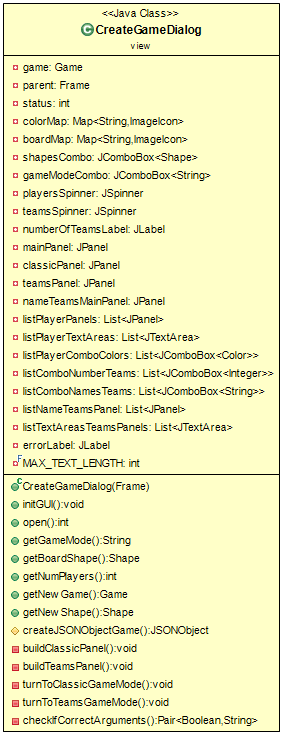 <<Java Class>>
CreateGameDialog
view
game: Game
parent: Frame
status: int
colorMap: Map<String,ImageIcon>
boardMap: Map<String,ImageIcon>
shapesCombo: JComboBox<Shape>
gameModeCombo: JComboBox<String>
playersSpinner: JSpinner
teamsSpinner: JSpinner
numberOfTeamsLabel: JLabel
mainPanel: JPanel
classicPanel: JPanel
teamsPanel: JPanel
nameTeamsMainPanel: JPanel
listPlayerPanels: List<JPanel>
listPlayerTextAreas: List<JTextArea>
listPlayerComboColors: List<JComboBox<Color>>
listComboNumberTeams: List<JComboBox<Integer>>
listComboNamesTeams: List<JComboBox<String>>
listNameTeamsPanel: List<JPanel>
listTextAreasTeamsPanels: List<JTextArea>
errorLabel: JLabel
MAX_TEXT_LENGTH: int
CreateGameDialog(Frame)
initGUI():void
open():int
getGameMode():String
getBoardShape():Shape
getNumPlayers():int
getNewGame():Game
getNewShape():Shape
createJSONObjectGame():JSONObject
buildClassicPanel():void
buildTeamsPanel():void
turnToClassicGameMode():void
turnToTeamsGameMode():void
checkIfCorrectArguments():Pair<Boolean,String>